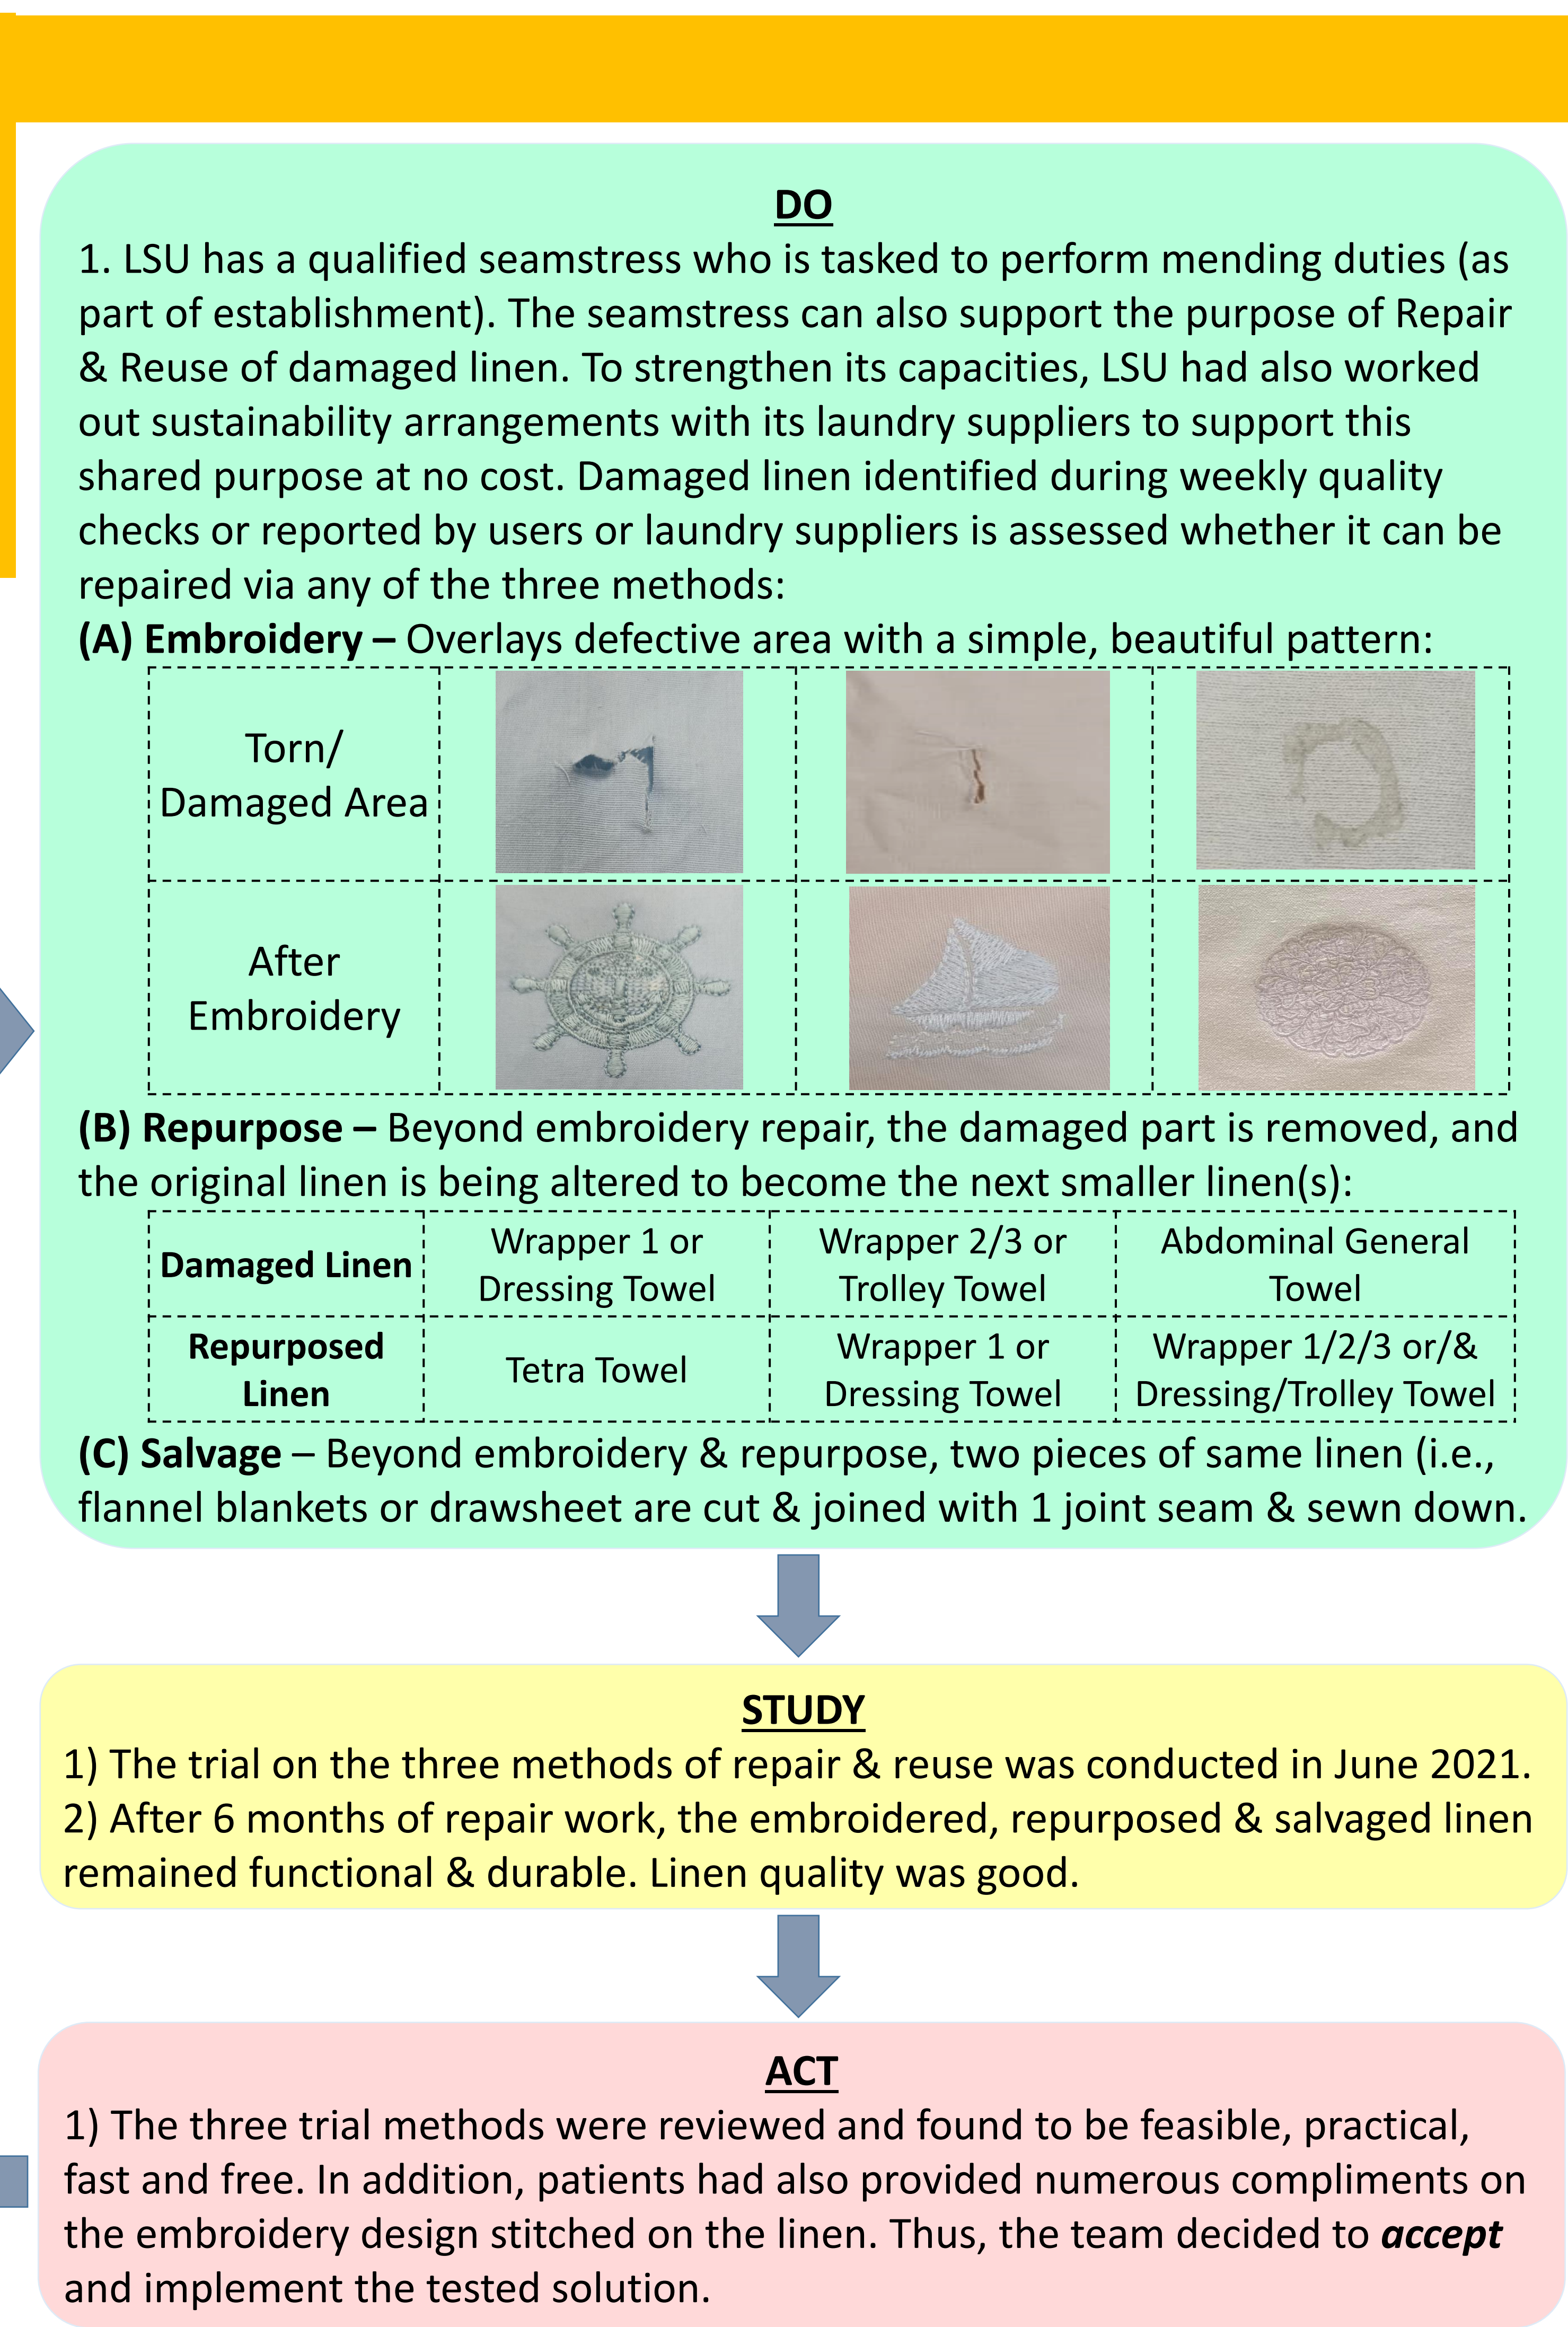 DO
1. LSU has a qualified seamstress who is tasked to perform mending duties (as
part of establishment). The seamstress can also support the purpose of Repair
& Reuse of damaged linen. To strengthen its capacities, LSU had also worked
out sustainability arrangements with its laundry suppliers to support this
shared purpose at no cost. Damaged linen identified during weekly quality
checks or reported by users or laundry suppliers is assessed whether it can be
repaired via any of the three methods:
(A) Embroidery – Overlays defective area with a simple, beautiful pattern:
Torn/
Damaged Area
After
Embroidery
(B) Repurpose – Beyond embroidery repair, the damaged part is removed, and
the original linen is being altered to become the next smaller linen(s):
Damaged Linen
Wrapper 1 or
Dressing Towel
Wrapper 2/3 or
Trolley Towel
Abdominal General
Towel
Repurposed
Linen
Tetra Towel
Wrapper 1 or
Dressing Towel
Wrapper 1/2/3 or/&
Dressing/Trolley Towel
(C) Salvage – Beyond embroidery & repurpose, two pieces of same linen (i.e.,
flannel blankets or drawsheet are cut & joined with 1 joint seam & sewn down.
STUDY
1) The trial on the three methods of repair & reuse was conducted in June 2021.
2) After 6 months of repair work, the embroidered, repurposed & salvaged linen
remained functional & durable. Linen quality was good.
ACT
1) The three trial methods were reviewed and found to be feasible, practical,
fast and free. In addition, patients had also provided numerous compliments on
the embroidery design stitched on the linen. Thus, the team decided to accept
and implement the tested solution.